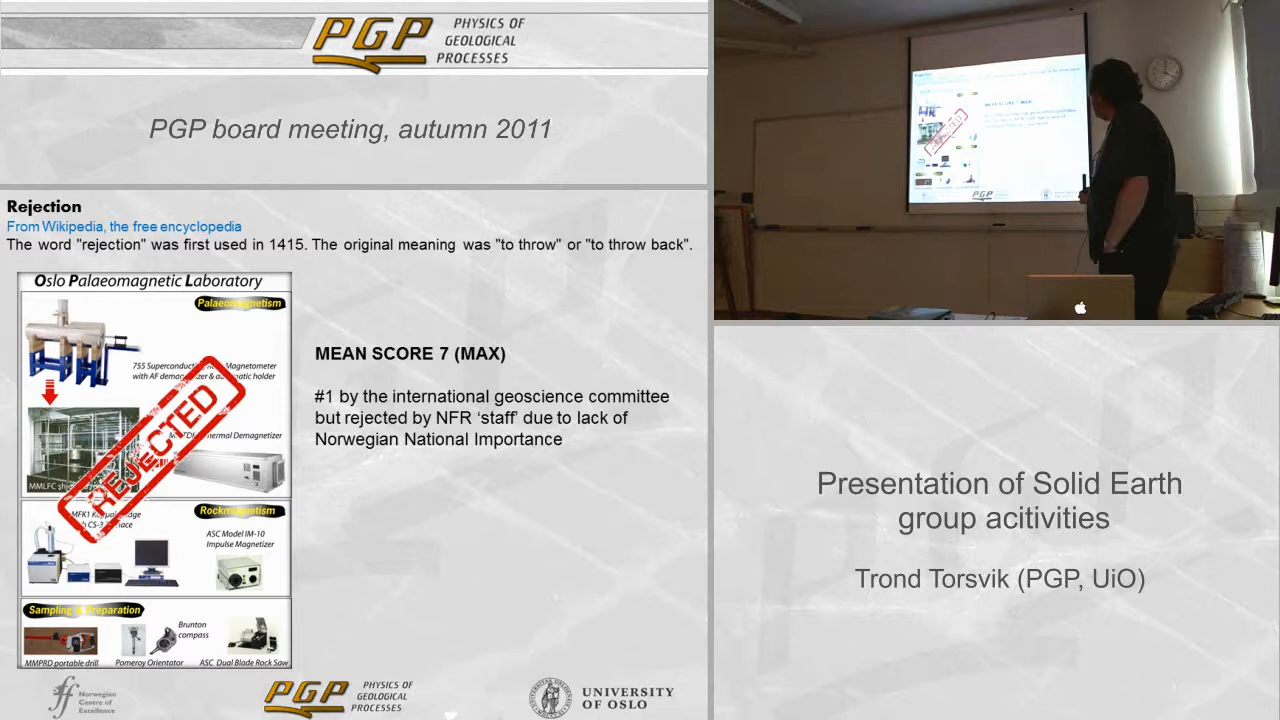 PGP
PHYSICS OF
GEOLOGICAL
PROCESSES
PGP board meeting, autumn 2011
Rejection
From Wikipedia, the free encyclopedia
The word "rejection" was first used in 1415. The original meaning was "to throw" or "to throw back".
Oslo Palaeomagnetic Laboratory
Palaeomagnetism
755 Superconducting Magnetometer
with AF demagnetizer & automatic holder
Thermal Demagnetizer
MMLFC
REJECTED
MFK1 Kappabridge
CS-3 Furnace
Rockmagnetism
ASC Model IM-10
Impulse Magnetizer
Sampling & Preparation
Brunton
compass
MMPRD portable drill
Pomeroy Orientator
ASC Dual Blade Rock Saw
MEAN SCORE 7 (MAX)
#1 by the international geoscience committee
but rejected by NFR ‘staff’ due to lack of
Norwegian National Importance
Norwegian
Centre of
Excellence
PGP
PHYSICS OF
GEOLOGICAL
PROCESSES
UNIVERSITY
OF OSLO
MEAN SCORE 7 (MAX)
PGP
Presentation of Solid Earth
group acitivities
Trond Torsvik (PGP, UiO)